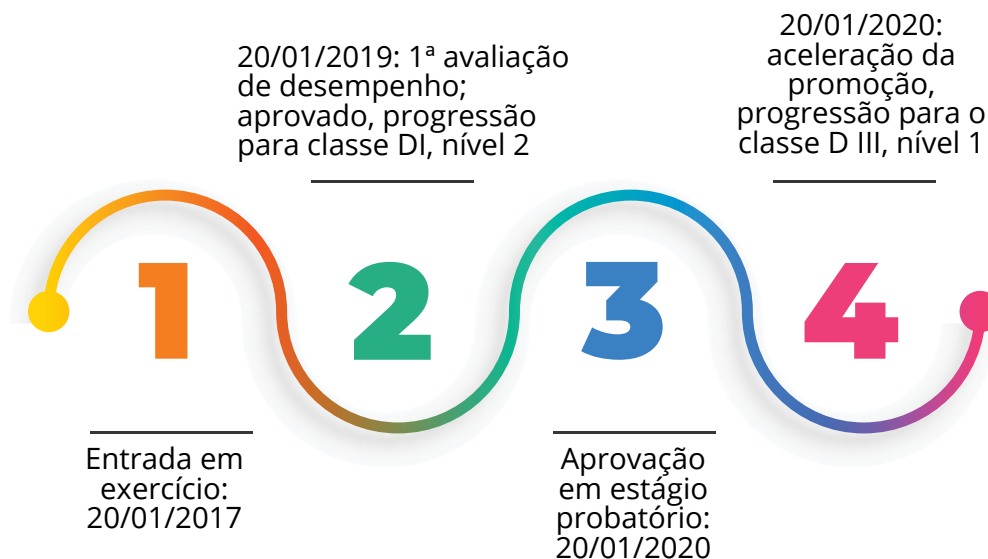 1
Entrada em
exercício:
20/01/2017
20/01/2019: 1ª avaliação
de desempenho;
aprovado, progressão
para classe DI, nível 2
2
3
Aprovação
em estágio
probatório:
20/01/2020
20/01/2020:
aceleração da
promoção,
progressão para o
classe D III, nível 1
4